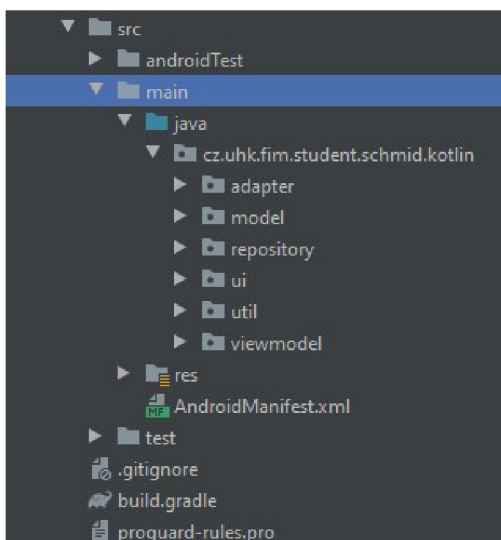 src
androidTest
main
java
cz.uhk.fim.student.schmid.kotlin
adapter
model
repository
ui
util
viewmodel
res
MF AndroidManifest.xml
test
.gitignore
build.gradle
proguard-rules.pro